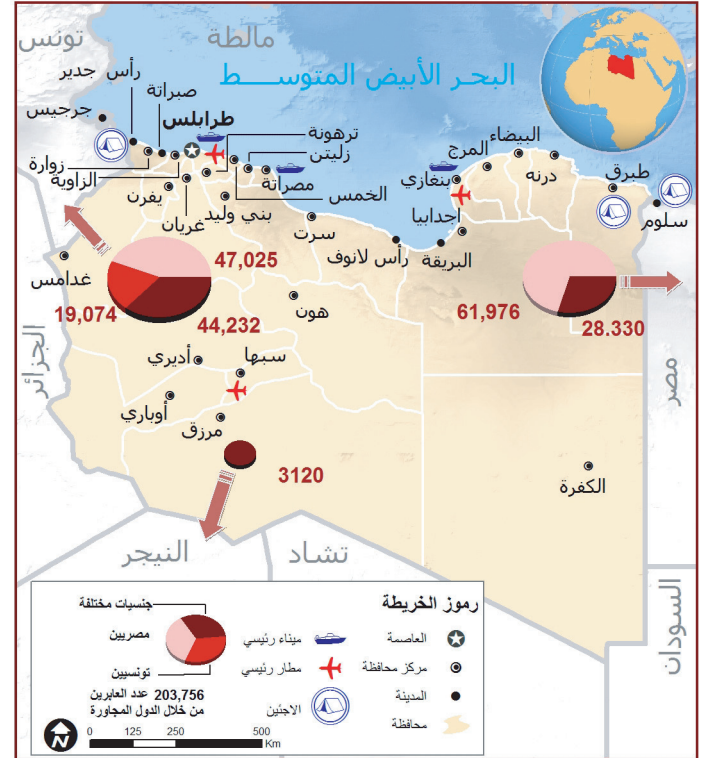 تونس
مالطة
البحر الأبيض المتوســـــط
رأس جدير
صبراتة
جرجيس
طرابلس
ترهونة
زليتن
زوارة
الزاوية
مصراتة
الخمس
يفرن
غريان
بني وليد
سرت
رأس لانوف
البريقة
اجدابيا
بنغازي
المرج
البيضاء
درنه
طبرق
سلوم
غدامس
47,025
19,074
44,232
61,976
28.330
هون
الجزائر
مصر
سبها
أديري
أوباري
مرزق
3120
الكفرة
النيجر
تشاد
السودان
رموز الخريطة
العاصمة
مركز محافظة
المدينة
محافظة
ميناء رئيسي
مطار رئيسي
الاجئين
جنسيات مختلفة
مصريين
تونسيين
203,756 عدد العابرين
من خلال الدول المجاورة
N
0 125 250 500
Km